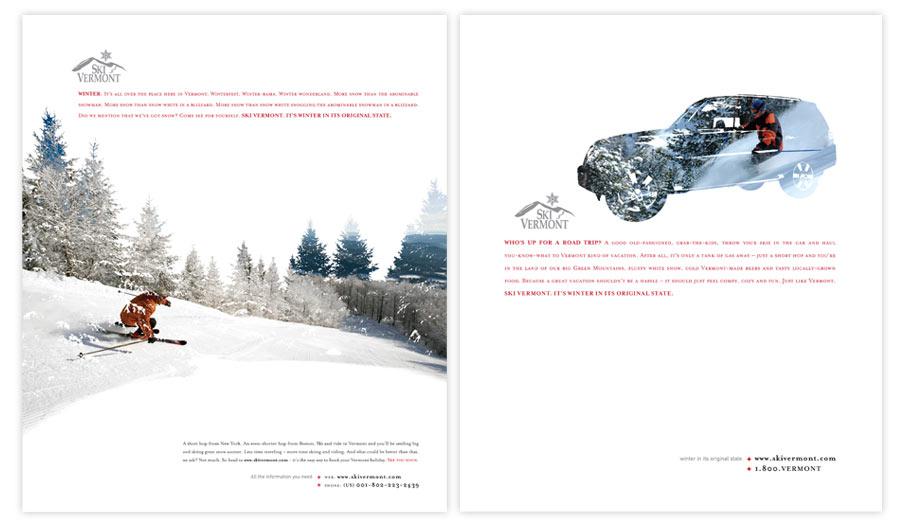 SKI
VERMONT
WINTER. IT'S ALL OVER THE PLACE HERE IN VERMONT. WINTERFEST. WINTER-RAMA. WINTER WONDERLAND. MORE SNOW THAN THE ABOMINABLE
SNOWMAN. MORE SNOW THAN SNOW WHITE IN A BLIZZARD. MORE SNOW THAN SNOW WHITE SNUGGLING THE ABOMINABLE SNOWMAN IN A BLIZZARD.
DID WE MENTION THAT WE'VE GOT SNOW? COME SEE FOR YOURSELF. SKI VERMONT. IT'S WINTER IN ITS ORIGINAL STATE.
A short hop from New York. An even shorter hop from Boston. We and ride to Vermont and you'll be sending big
and skiing great snow sooner. Less time traveling – more time skiing and riding. And what could be better than that,
we ask? Not much. So head to www.skivermont.com – it's the easy way to book your Vermont holiday. SEE YOU SOON.
All the information you need WEB: www.skivermont.com
PHONE: (US) 001-802-223-2439
SKI
VERMONT
WHO'S UP FOR A ROAD TRIP? A GOOD OLD-FASHIONED, GRAB-THE-KIDS, THROW YOUR SKIS IN THE CAR AND HAUL
YOU-KNOW-WHAT TO VERMONT KIND OF VACATION. AFTER ALL, IT'S ONLY A TANK OF GAS AWAY – JUST A SHORT HOP AND YOU'RE
IN THE LAND OF OUR BIG GREEN MOUNTAINS, FLUFFY WHITE SNOW, COLD VERMONT-MADE BEERS AND TASTY LOCALLY-GROWN
FOOD. BECAUSE A GREAT VACATION SHOULDN'T BE A HASSLE – IT SHOULD JUST FEEL COMFY, COZY AND FUN. JUST LIKE VERMONT.
SKI VERMONT. IT'S WINTER IN ITS ORIGINAL STATE.
winter in its original state www.skivermont.com
1.800.VERMONT